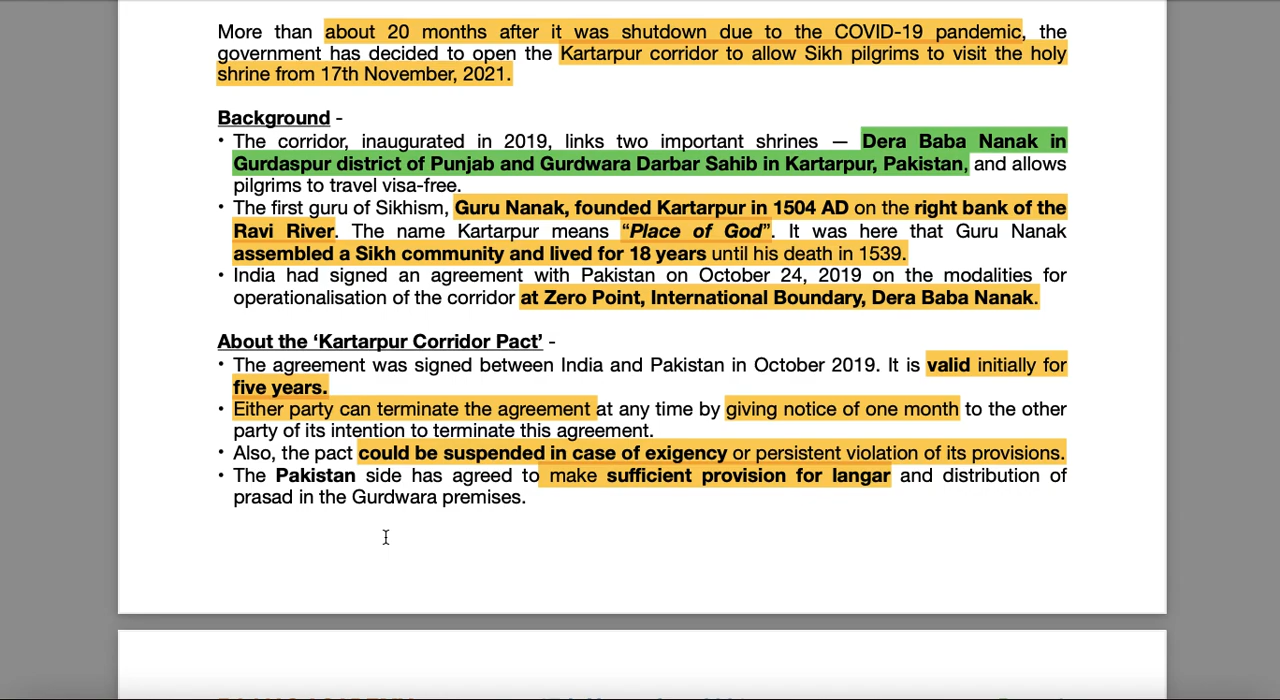 More than about 20 months after it was shutdown due to the COVID-19 pandemic, the
government has decided to open the Kartarpur corridor to allow Sikh pilgrims to visit the holy
shrine from 17th November, 2021.
Background -
• The corridor, inaugurated in 2019, links two important shrines — Dera Baba Nanak in
Gurdaspur district of Punjab and Gurdwara Darbar Sahib in Kartarpur, Pakistan, and allows
pilgrims to travel visa-free.
• The first guru of Sikhism, Guru Nanak, founded Kartarpur in 1504 AD on the right bank of the
Ravi River. The name Kartarpur means “Place of God”. It was here that Guru Nanak
assembled a Sikh community and lived for 18 years until his death in 1539.
• India had signed an agreement with Pakistan on October 24, 2019 on the modalities for
operationalisation of the corridor at Zero Point, International Boundary, Dera Baba Nanak.
About the ‘Kartarpur Corridor Pact’ -
• The agreement was signed between India and Pakistan in October 2019. It is valid initially for
five years.
• Either party can terminate the agreement at any time by giving notice of one month to the other
party of its intention to terminate this agreement.
• Also, the pact could be suspended in case of exigency or persistent violation of its provisions.
• The Pakistan side has agreed to make sufficient provision for langar and distribution of
prasad in the Gurdwara premises.